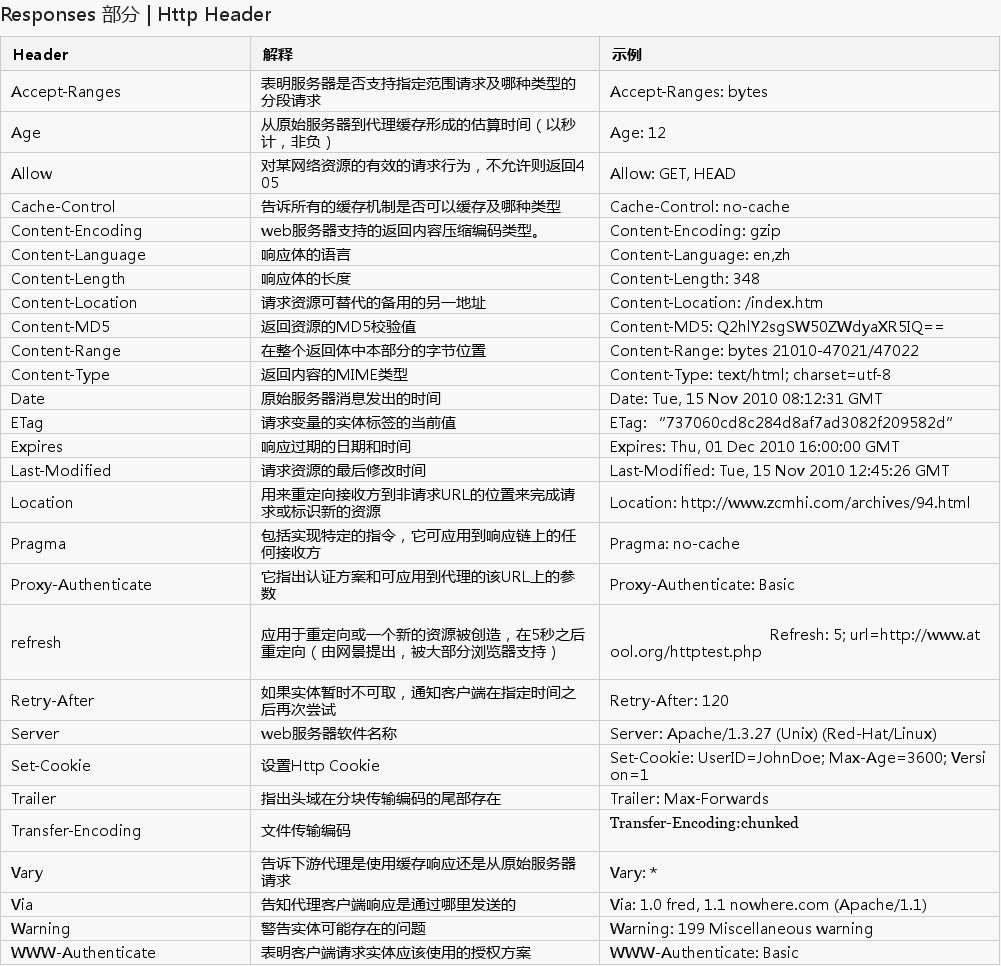 Responses 部分 | Http Header
Header 解释 示例
Accept-Ranges 表明服务器是否支持指定范围请求及哪种类型的 Accept-Ranges: bytes
分段请求
Age 从原始服务器到代理缓存形成的估算时间（以秒 Age: 12
计，非负）
Allow 对某网络资源的有效的请求行为，不允许则返回4 Allow: GET, HEAD
05
Cache-Control 告诉所有的缓存机制是否可以缓存及哪种类型 Cache-Control: no-cache
Content-Encoding web服务器支持的返回内容压缩编码类型。 Content-Encoding: gzip
Content-Language 响应体的语言 Content-Language: en,zh
Content-Length 响应体的长度 Content-Length: 348
Content-Location 请求资源可替代的备用的另一地址 Content-Location: /index.htm
Content-MD5 返回资源的MD5校验值 Content-MD5: Q2hlY2sgSW50ZWdyaXR5IQ==
Content-Range 在整个返回体中本部分的字节位置 Content-Range: bytes 21010-47021/47022
Content-Type 返回内容的MIME类型 Content-Type: text/html; charset=utf-8
Date 原始服务器消息发出的时间 Date: Tue, 15 Nov 2010 08:12:31 GMT
ETag 请求变量的实体标签的当前值 ETag: “737060cd8c284d8af7ad3082f209582d”
Expires 响应过期的日期和时间 Expires: Thu, 01 Dec 2010 16:00:00 GMT
Last-Modified 请求资源的最后修改时间 Last-Modified: Tue, 15 Nov 2010 12:45:26 GMT
Location 用来重定向接收方到非请求URL的位置来完成请 Location: http://www.zcmhi.com/archives/94.html
求或标识新的资源
Pragma 包括实现特定的指令，它可应用到响应链上的任 Pragma: no-cache
何接收方
Proxy-Authenticate 它指出认证方案和可应用到代理的该URL上的参 Proxy-Authenticate: Basic
数
refresh 应用于重定向或一个新的资源被创造，在5秒之后 Refresh: 5; url=http://www.at
重定向（由网景提出，被大部分浏览器支持） ool.org/httptest.php
Retry-After 如果实体暂时不可取，通知客户端在指定时间之 Retry-After: 120
后再次尝试
Server web服务器软件名称 Server: Apache/1.3.27 (Unix) (Red-Hat/Linux)
Set-Cookie 设置Http Cookie Set-Cookie: UserID=JohnDoe; Max-Age=3600; Versi
on=1
Trailer 指出头域在分块传输编码的尾部存在 Trailer: Max-Forwards
Transfer-Encoding 文件传输编码 Transfer-Encoding:chunked
Vary 告诉下游代理是使用缓存响应还是从原始服务器 Vary: *
请求
Via 告知代理客户端响应是通过哪里发送的 Via: 1.0 fred, 1.1 nowhere.com (Apache/1.1)
Warning 警告实体可能存在的问题 Warning: 199 Miscellaneous warning
WWW-Authenticate 表明客户端请求实体应该使用的授权方案 WWW-Authenticate: Basic